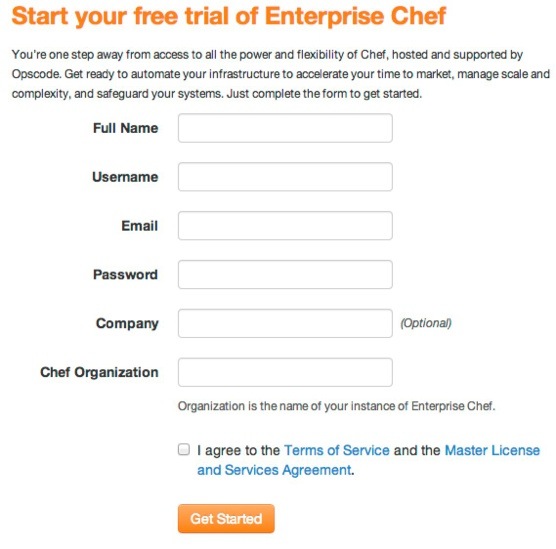 Start your free trial of Enterprise Chef
You're one step away from access to all the power and flexibility of Chef, hosted and supported by
Opscode. Get ready to automate your infrastructure to accelerate your time to market, manage scale and
complexity, and safeguard your systems. Just complete the form to get started.
Full Name
Username
Email
Password
Company (Optional)
Chef Organization
Organization is the name of your instance of Enterprise Chef.
I agree to the Terms of Service and the Master License
and Services Agreement.
Get Started